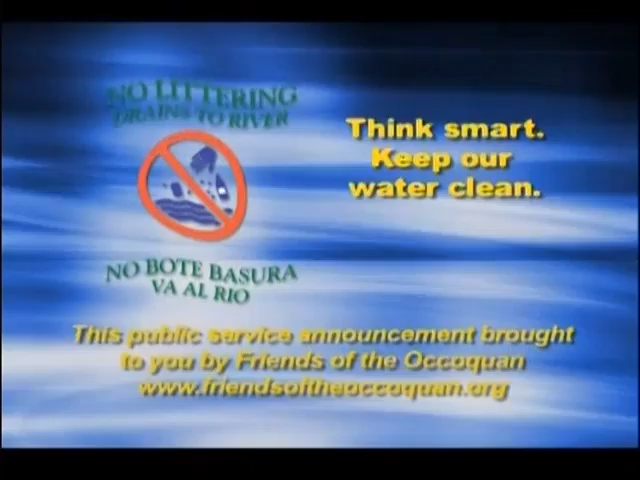 NO LITTERING
DRAINS TO RIVER
NO BOTE BASURA
VA AL RIO
Think smart.
Keep our
water clean.
This public service announcement brought
to you by Friends of the Occoquan
www.friendsoftheoccoquan.org